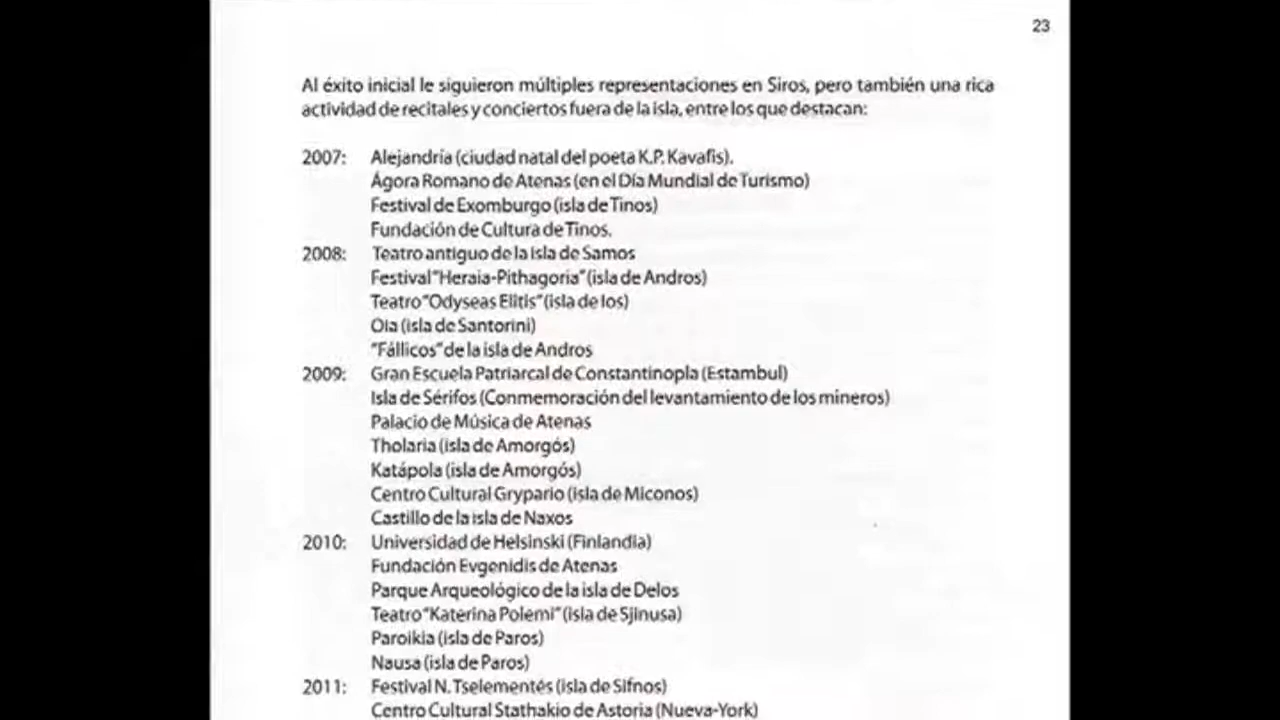 23
Al éxito inicial le siguieron múltiples representaciones en Siros, pero también una rica
actividad de recitales y conciertos fuera de la isla, entre los que destacan:
2007: Alejandría (ciudad natal del poeta K.P. Kavafis).
Ágora Romano de Atenas (en el Día Mundial de Turismo)
Festival de Exomburgo (isla de Tinos)
Fundación de Cultura de Tinos.
2008: Teatro antiguo de la isla de Samos
Festival "Heraia-Pithagoria" (isla de Andros)
Teatro "Odyseas Elitis" (isla de Ios)
Oia (isla de Santorini)
"Fállicos" de la isla de Andros
2009: Gran Escuela Patriarcal de Constantinopla (Estambul)
Isla de Sérifos (Conmemoración del levantamiento de los mineros)
Palacio de Música de Atenas
Tholaria (isla de Amorgós)
Katápola (isla de Amorgós)
Centro Cultural Grypario (isla de Miconos)
Castillo de la isla de Naxos
2010: Universidad de Helsinski (Finlandia)
Fundación Evgenidis de Atenas
Parque Arqueológico de la isla de Delos
Teatro "Katerina Polemi" (isla de Sjinusa)
Paroikia (isla de Paros)
Nausa (isla de Paros)
2011: Festival N. Tselementés (isla de Sifnos)
Centro Cultural Stathakio de Astoria (Nueva-York)